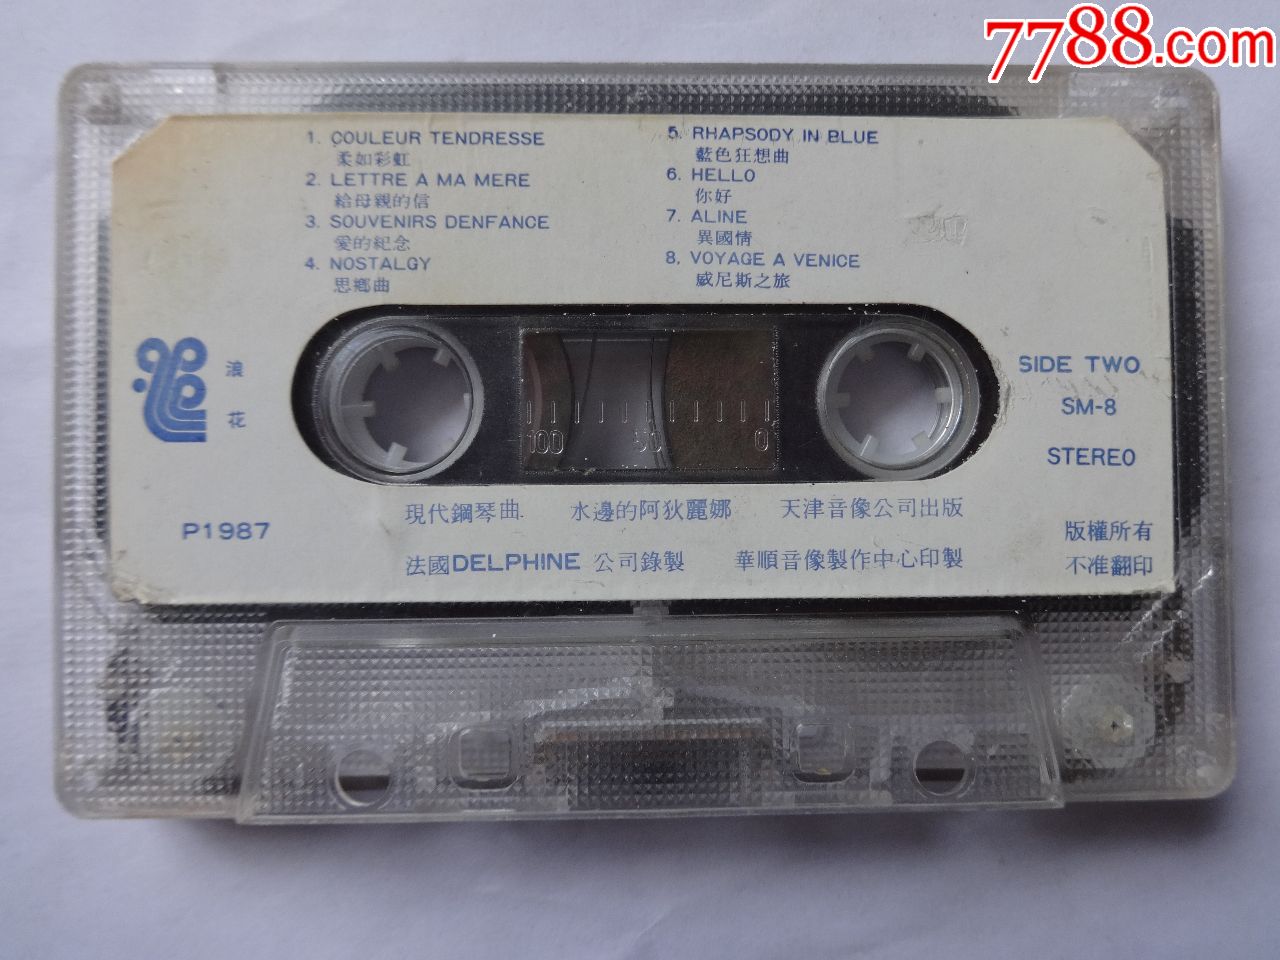 7788.com
1. COULEUR TENDRESSE
柔如彩虹
2. LETTRE A MA MERE
給母親的信
3. SOUVENIRS DENFANCE
愛的紀念
4. NOSTALGY
思鄉曲
5. RHAPSODY IN BLUE
藍色狂想曲
6. HELLO
你好
7. ALINE
異國情
8. VOYAGE A VENICE
威尼斯之旅
浪花
100 50 0
SIDE TWO
SM-8
STEREO
P1987
現代鋼琴曲. 水邊的阿狄麗娜 天津音像公司出版
法國DELPHINE 公司錄製 華順音像製作中心印製
版權所有
不准翻印